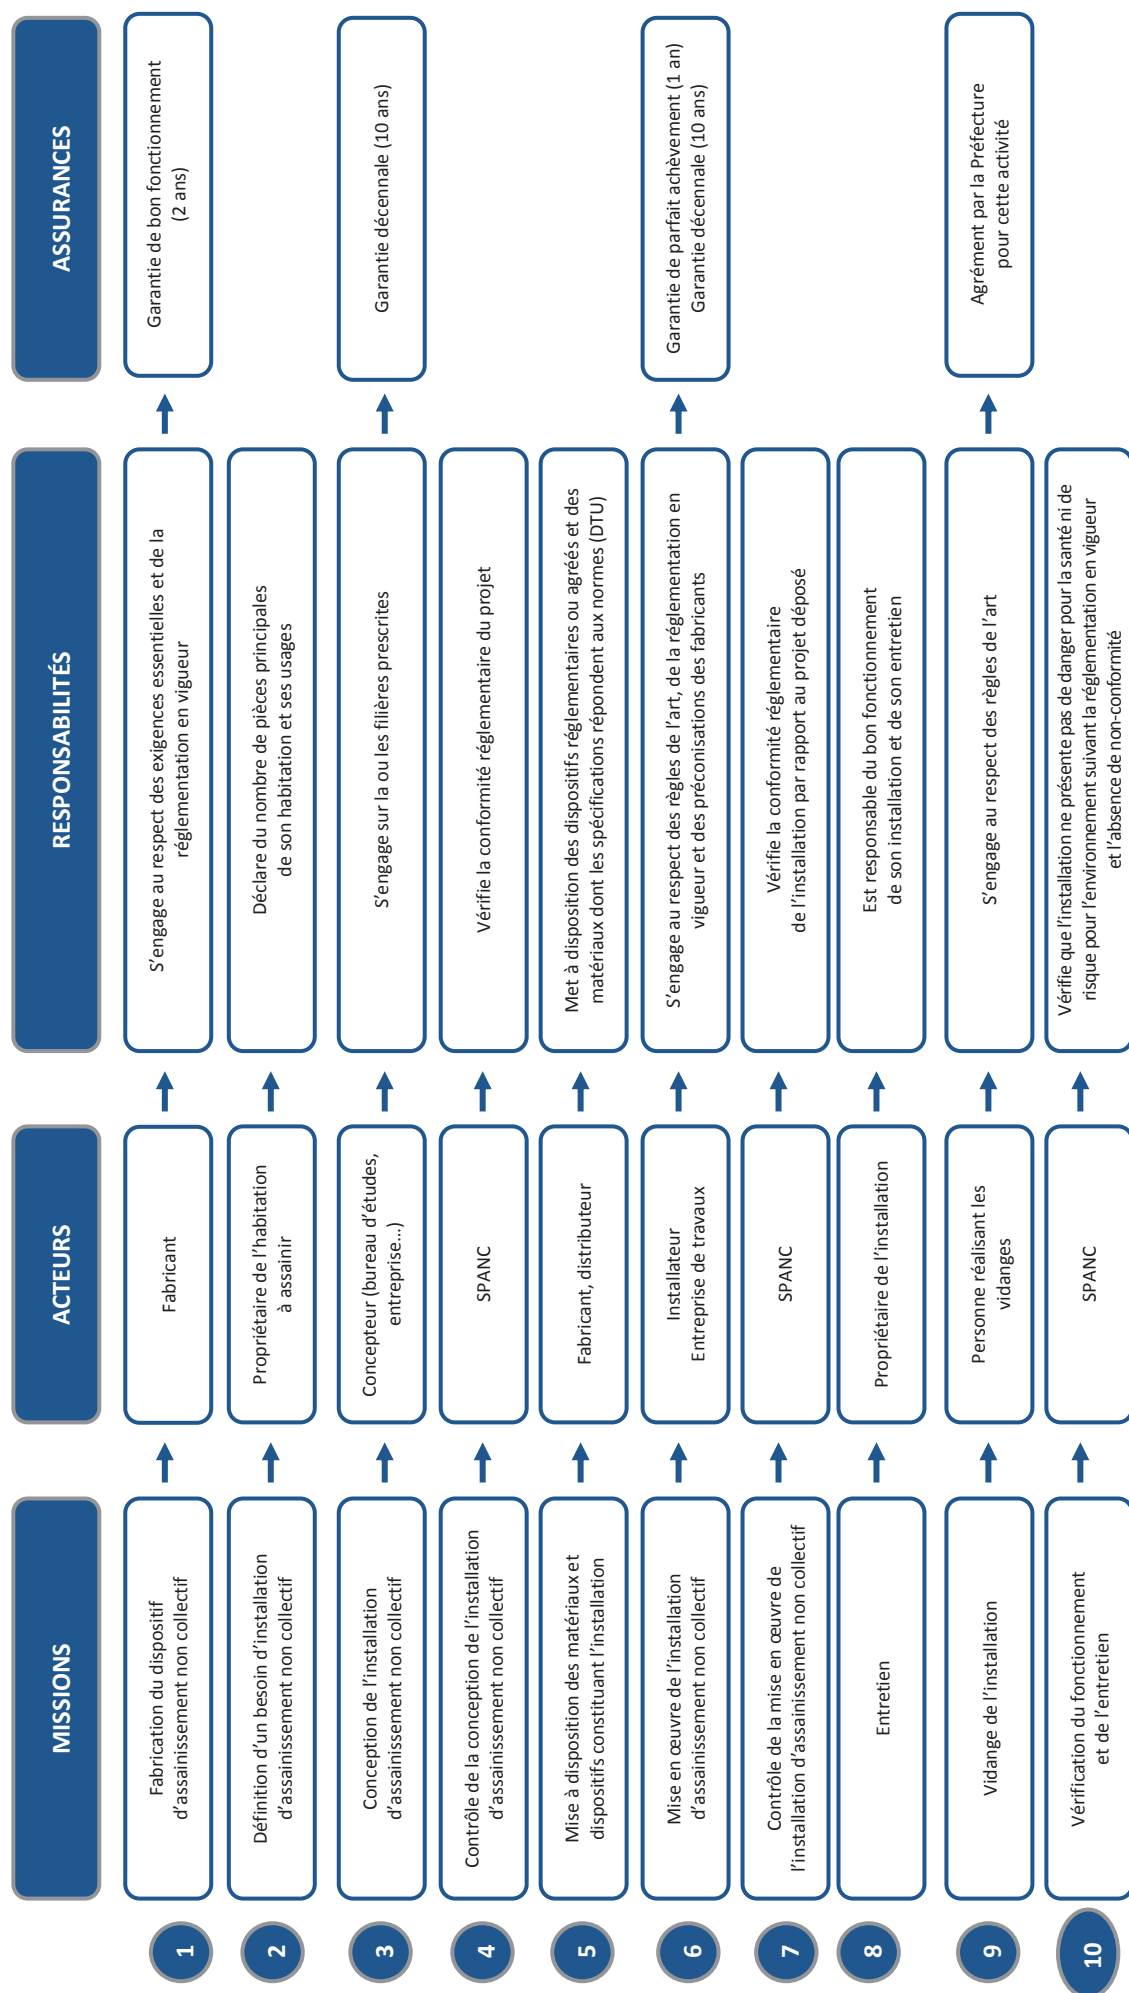 MISSIONS
ACTEURS
RESPONSABILITÉS
ASSURANCES
1
Fabrication du dispositif
d’assainissement non collectif
Fabricant
S’engage au respect des exigences essentielles et de la
réglementation en vigueur
Garantie de bon fonctionnement
(2 ans)
2
Définition d’un besoin d’installation
d’assainissement non collectif
Propriétaire de l’habitation
à assainir
Déclare du nombre de pièces principales
de son habitation et ses usages
3
Conception de l’installation
d’assainissement non collectif
Concepteur (bureau d’études,
entreprise...)
S’engage sur la ou les filières prescrites
Garantie décennale (10 ans)
4
Contrôle de la conception de l’installation
d’assainissement non collectif
SPANC
Vérifie la conformité réglementaire du projet
5
Mise à disposition des matériaux et
dispositifs constituant l’installation
Fabricant, distributeur
Met à disposition des dispositifs réglementaires ou agréés et des
matériaux dont les spécifications répondent aux normes (DTU)
6
Mise en œuvre de l’installation
d’assainissement non collectif
Installateur
Entreprise de travaux
S’engage au respect des règles de l’art, de la réglementation en
vigueur et des préconisations des fabricants
Garantie de parfait achèvement (1 an)
Garantie décennale (10 ans)
7
Contrôle de la mise en œuvre de
l’installation d’assainissement non collectif
SPANC
Vérifie la conformité réglementaire
de l’installation par rapport au projet déposé
8
Entretien
Propriétaire de l’installation
Est responsable du bon fonctionnement
de son installation et de son entretien
9
Vidange de l’installation
Personne réalisant les
vidanges
S’engage au respect des règles de l’art
Agrément par la Préfecture
pour cette activité
10
Vérification du fonctionnement
et de l’entretien
SPANC
Vérifie que l’installation ne présente pas de danger pour la santé ni de
risque pour l’environnement suivant la réglementation en vigueur
et l’absence de non-conformité